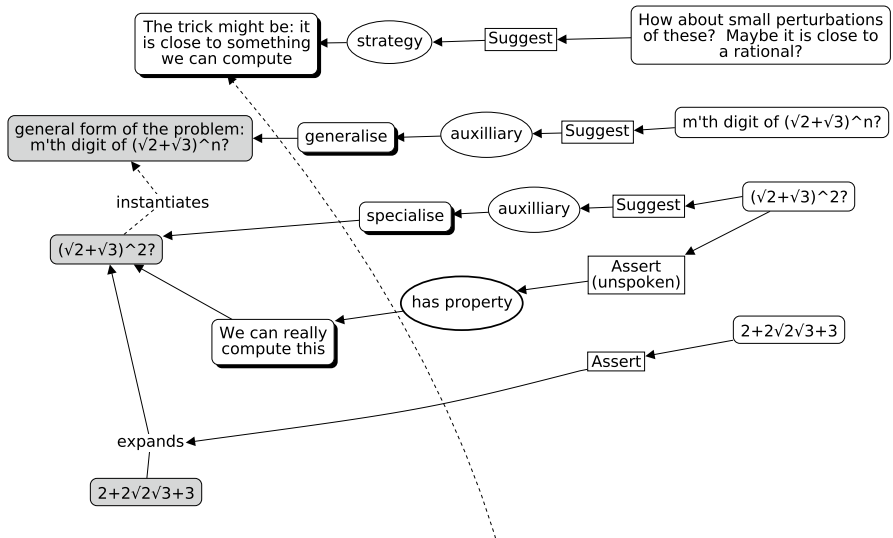 The trick might be: it
is close to something
we can compute
strategy
Suggest
How about small perturbations
of these?  Maybe it is close to
a rational?
general form of the problem:
m'th digit of (√2+√3)^n?
generalise
auxilliary
Suggest
m'th digit of (√2+√3)^n?
instantiates
specialise
auxilliary
Suggest
(√2+√3)^2?
(√2+√3)^2?
Assert
(unspoken)
has property
We can really
compute this
2+2√2√3+3
Assert
expands
2+2√2√3+3